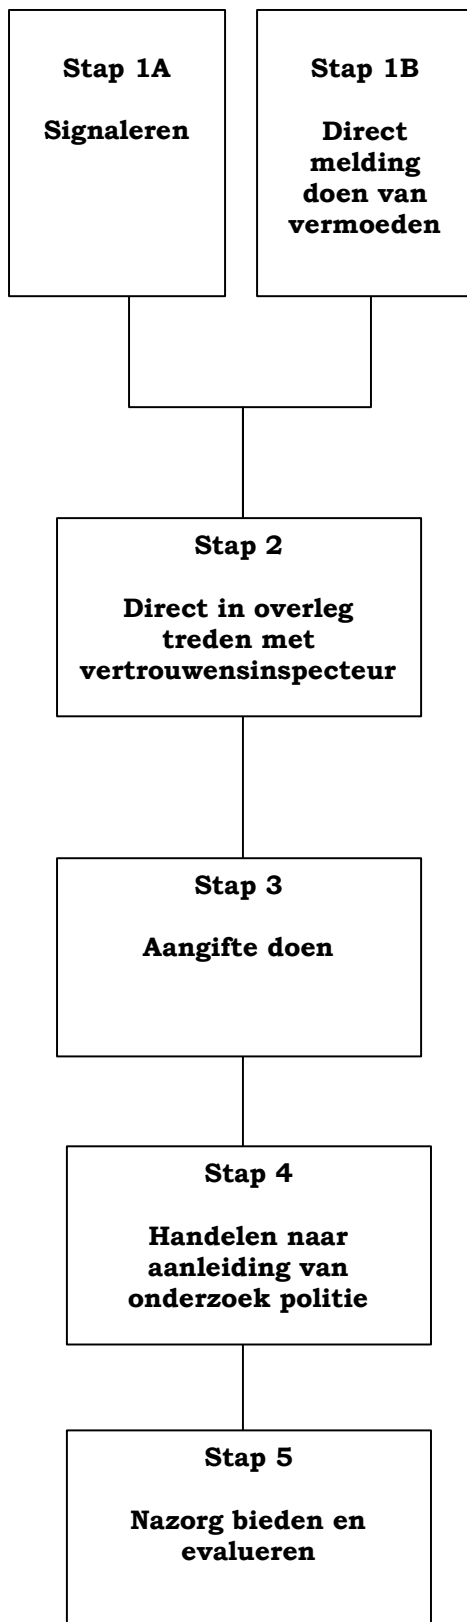 Stap 1A
Signaleren
Stap 1B
Direct
melding
doen van
vermoeden
Stap 2
Direct in overleg
treden met
vertrouwensinspecteur
Stap 3
Aangifte doen
Stap 4
Handelen naar
aanleiding van
onderzoek politie
Stap 5
Nazorg bieden en
evalueren